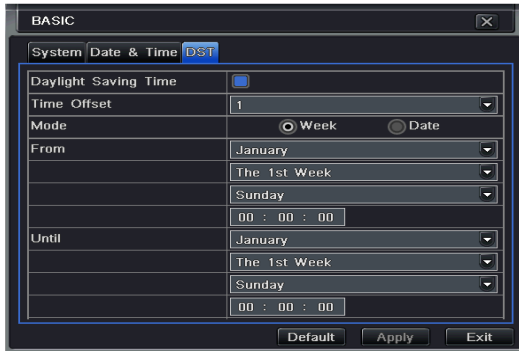 BASIC
System Date & Time DST
Daylight Saving Time
Time Offset 1
Mode Week Date
From January
The 1st Week
Sunday
00 : 00 : 00
Until January
The 1st Week
Sunday
00 : 00 : 00
Default Apply Exit